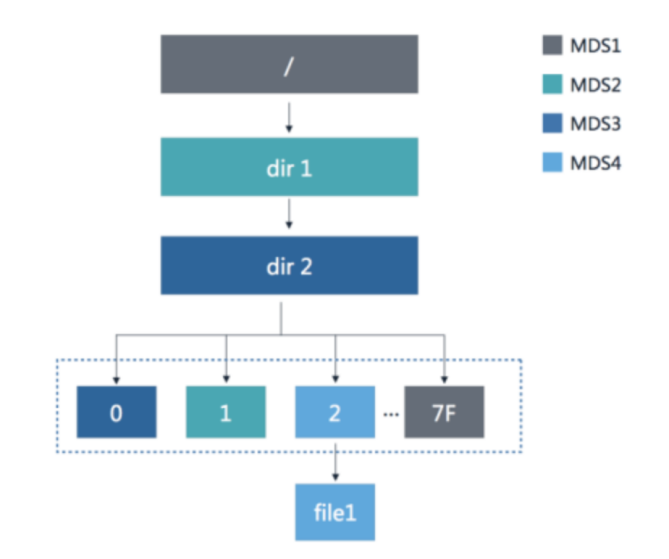 /
MDS1
MDS2
dir 1
MDS3
MDS4
dir 2
0 1 2 ... 7F
file1